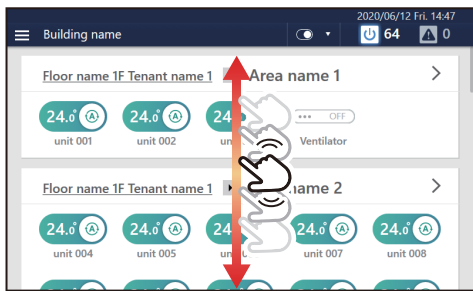 2020/06/12 Fri. 14:47
Building name 64 0
Floor name 1F Tenant name 1 Area name 1
24.0 A 24.0 A 24 ••• OFF
unit 001 unit 002 Ventilator
Floor name 1F Tenant name 1 name 2
24.0 A 24.0 A 24 24.0 A 24.0 A
unit 004 unit 005 unit 007 unit 008